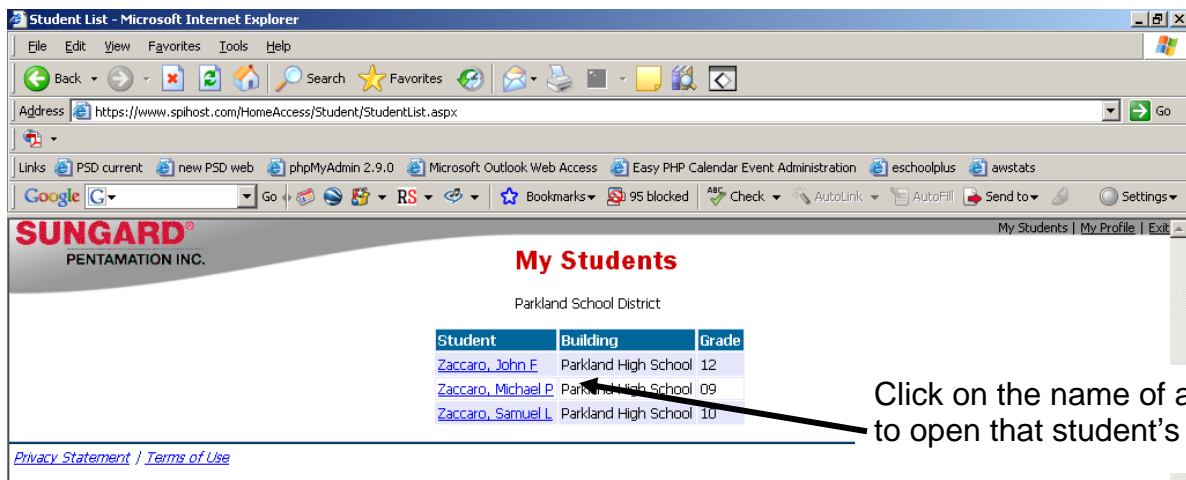 Student List - Microsoft Internet Explorer
File Edit View Favorites Tools Help
Back Search Favorites
Address https://www.spihost.com/HomeAccess/Student/StudentList.aspx Go
Links PSD current new PSD web phpMyAdmin 2.9.0 Microsoft Outlook Web Access Easy PHP Calendar Event Administration eschoolplus awstats
Google G Go RS Bookmarks 95 blocked ABC Check AutoLink AutoFill Send to Settings
SUNGARD® My Students | My Profile | Exit
PENTAMATION INC.
My Students
Parkland School District
Student Building Grade
Zaccaro, John F Parkland High School 12
Zaccaro, Michael P Parkland High School 09
Zaccaro, Samuel L Parkland High School 10
Click on the name of a
to open that student's
Privacy Statement / Terms of Use